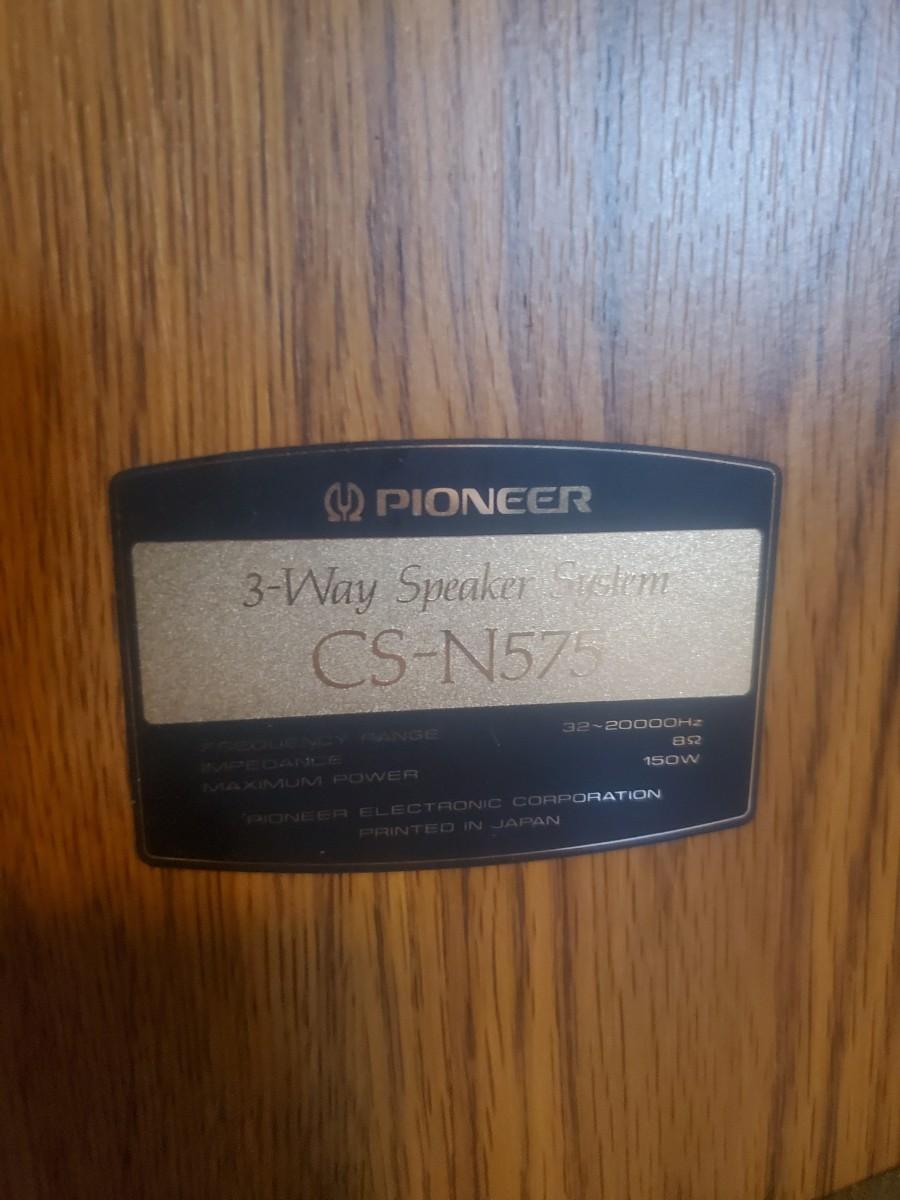 PIONEER
3-Way Speaker System
CS-N575
FREQUENCY RANGE 32~20000Hz
IMPEDANCE 8Ω
MAXIMUM POWER 150W
PIONEER ELECTRONIC CORPORATION
PRINTED IN JAPAN